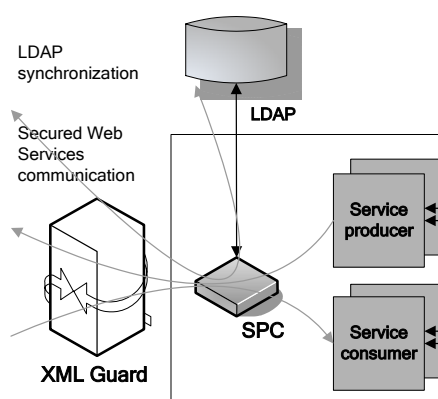 LDAP
synchronization
LDAP
Secured Web
Services
communication
Service
producer
SPC
Service
consumer
XML Guard